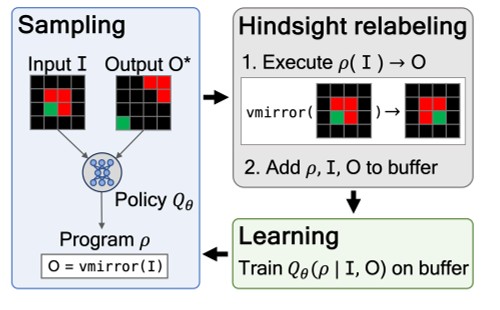 Sampling
Input I Output O*
Policy Qθ
Program ρ
O = vmirror(I)
Hindsight relabeling
1. Execute ρ( I ) → O
vmirror( ) →
2. Add ρ, I, O to buffer
Learning
Train Qθ(ρ | I, O) on buffer